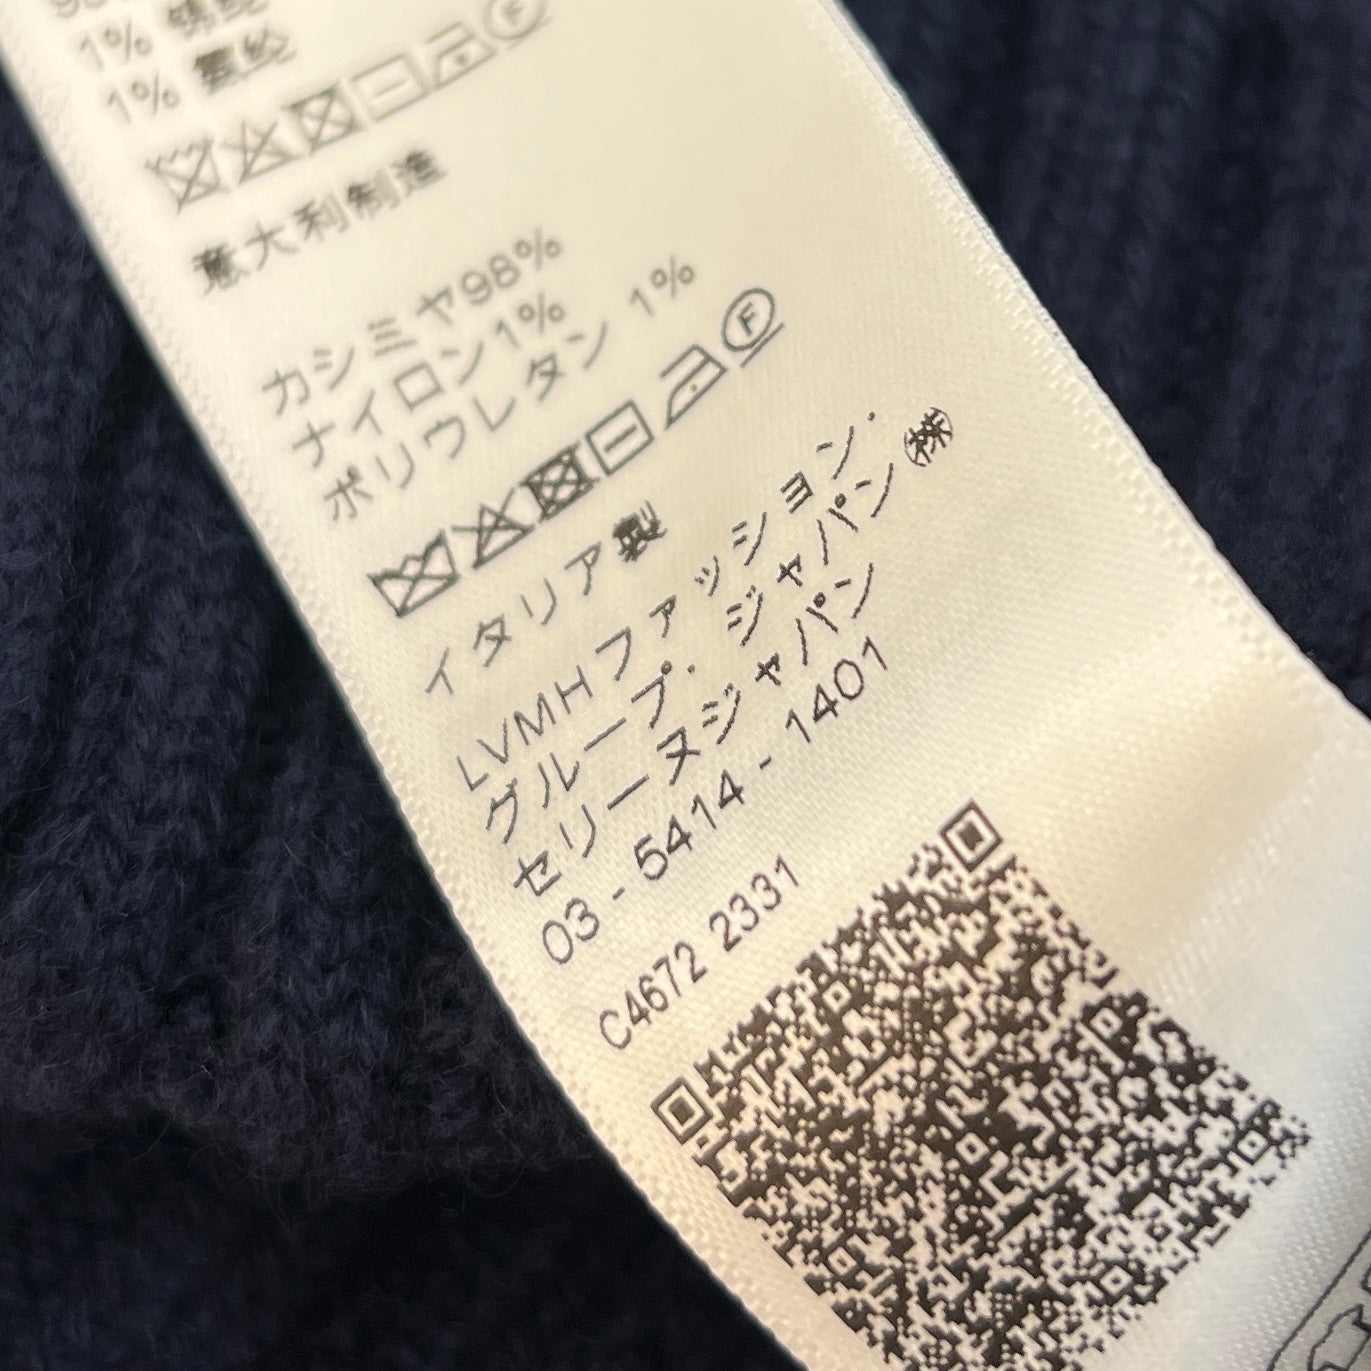 1% 锦纶
1% 氨纶
意大利制造
カシミヤ98%
ナイロン1%
ポリウレタン 1%
イタリア製
LVMHファッション・
グループ・ジャパン㈱
セリーヌジャパン
03 - 5414 - 1401
C4672 2331